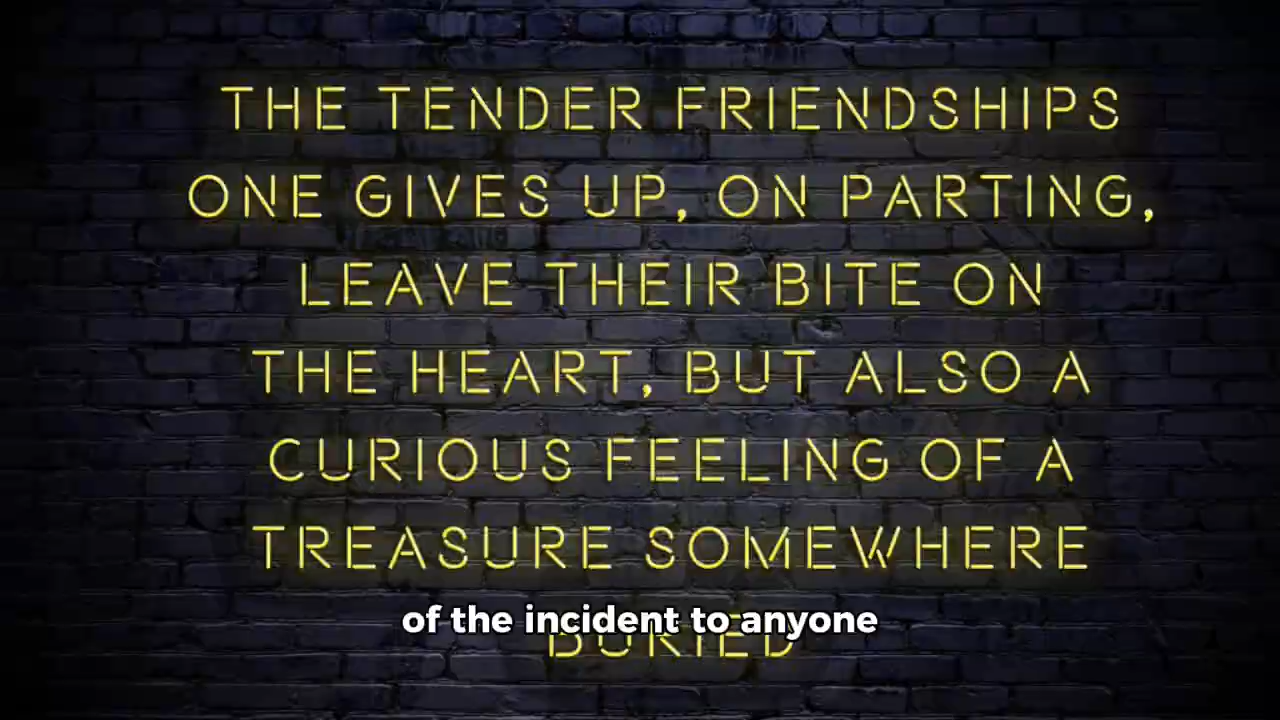 THE TENDER FRIENDSHIPS
ONE GIVES UP, ON PARTING,
LEAVE THEIR BITE ON
THE HEART, BUT ALSO A
CURIOUS FEELING OF A
TREASURE SOMEWHERE
of the incident to anyone
BURIED